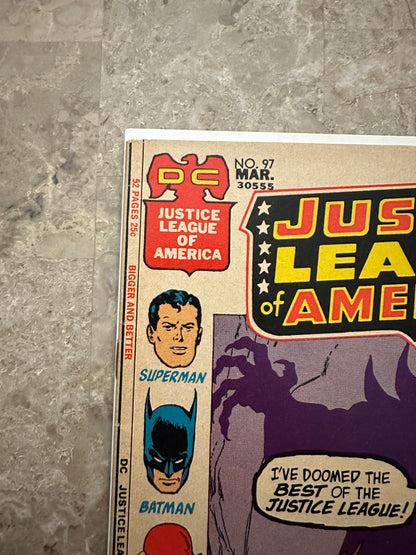 DC
NO. 97
MAR.
30555
JUSTICE
LEAGUE
OF
AMERICA
52 PAGES 25¢
BIGGER AND BETTER
DC JUSTICE LEA
JUS
LEA
of AME
SUPERMAN
BATMAN
I'VE DOOMED THE
BEST OF THE
JUSTICE LEAGUE!